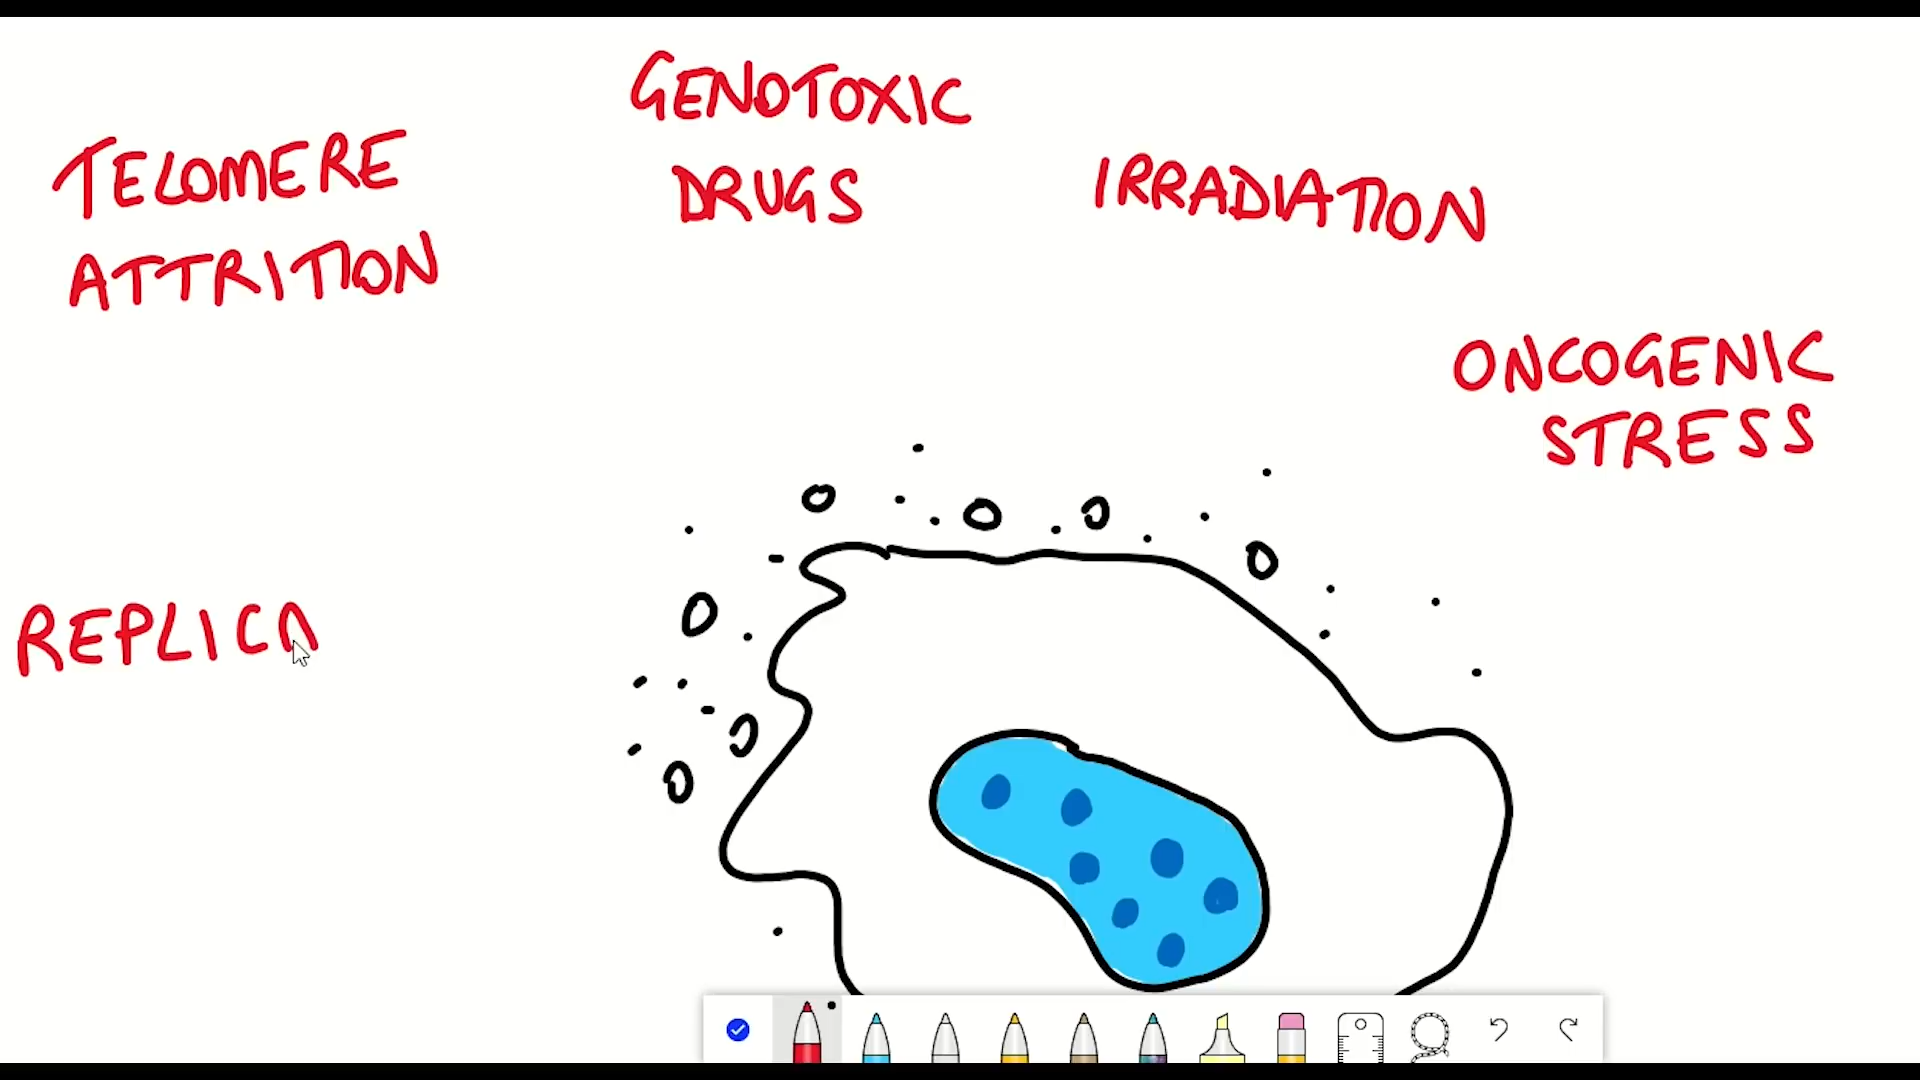 TELOMERE
ATTRITION
GENOTOXIC
DRUGS
IRRADIATION
ONCOGENIC
STRESS
REPLICA